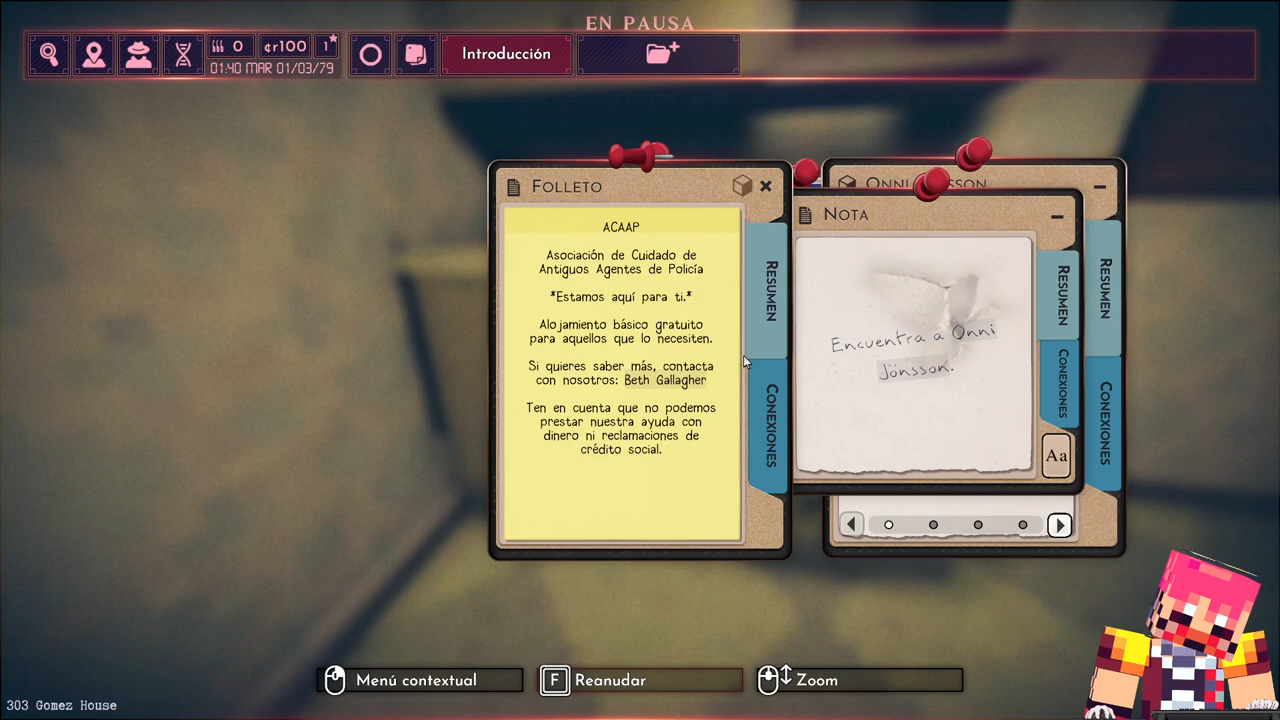 EN PAUSA
0
¢r100
1
01:40 MAR 01/03/79
Introducción
FOLLETO
ACAAP
Asociación de Cuidado de
Antiguos Agentes de Policía
*Estamos aquí para ti.*
Alojamiento básico gratuito
para aquellos que lo necesiten.
Si quieres saber más, contacta
con nosotros: Beth Gallagher
Ten en cuenta que no podemos
prestar nuestra ayuda con
dinero ni reclamaciones de
crédito social.
RESUMEN
CONEXIONES
NOTA
Encuentra a Onni
Jönsson.
RESUMEN
CONEXIONES
Aa
RESUMEN
CONEXIONES
Menú contextual
F
Reanudar
Zoom
303 Gomez House